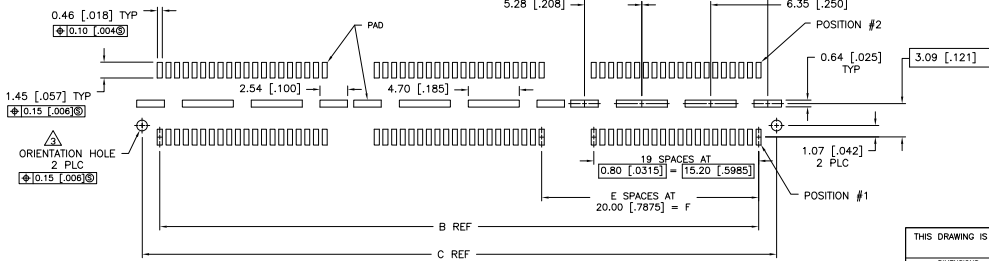 5.28 [.208]
6.35 [.250]
0.46 [.018] TYP
⌖ 0.10 [.004Ⓢ]
PAD
POSITION #2
0.64 [.025]
TYP
3.09 [.121]
2.54 [.100]
4.70 [.185]
1.45 [.057] TYP
⌖ 0.15 [.006]Ⓢ
3
ORIENTATION HOLE
2 PLC
⌖ 0.15 [.006]Ⓢ
1.07 [.042]
2 PLC
19 SPACES AT
0.80 [.0315] = 15.20 [.5985]
E SPACES AT
20.00 [.7875] = F
POSITION #1
B REF
C REF
THIS DRAWING IS